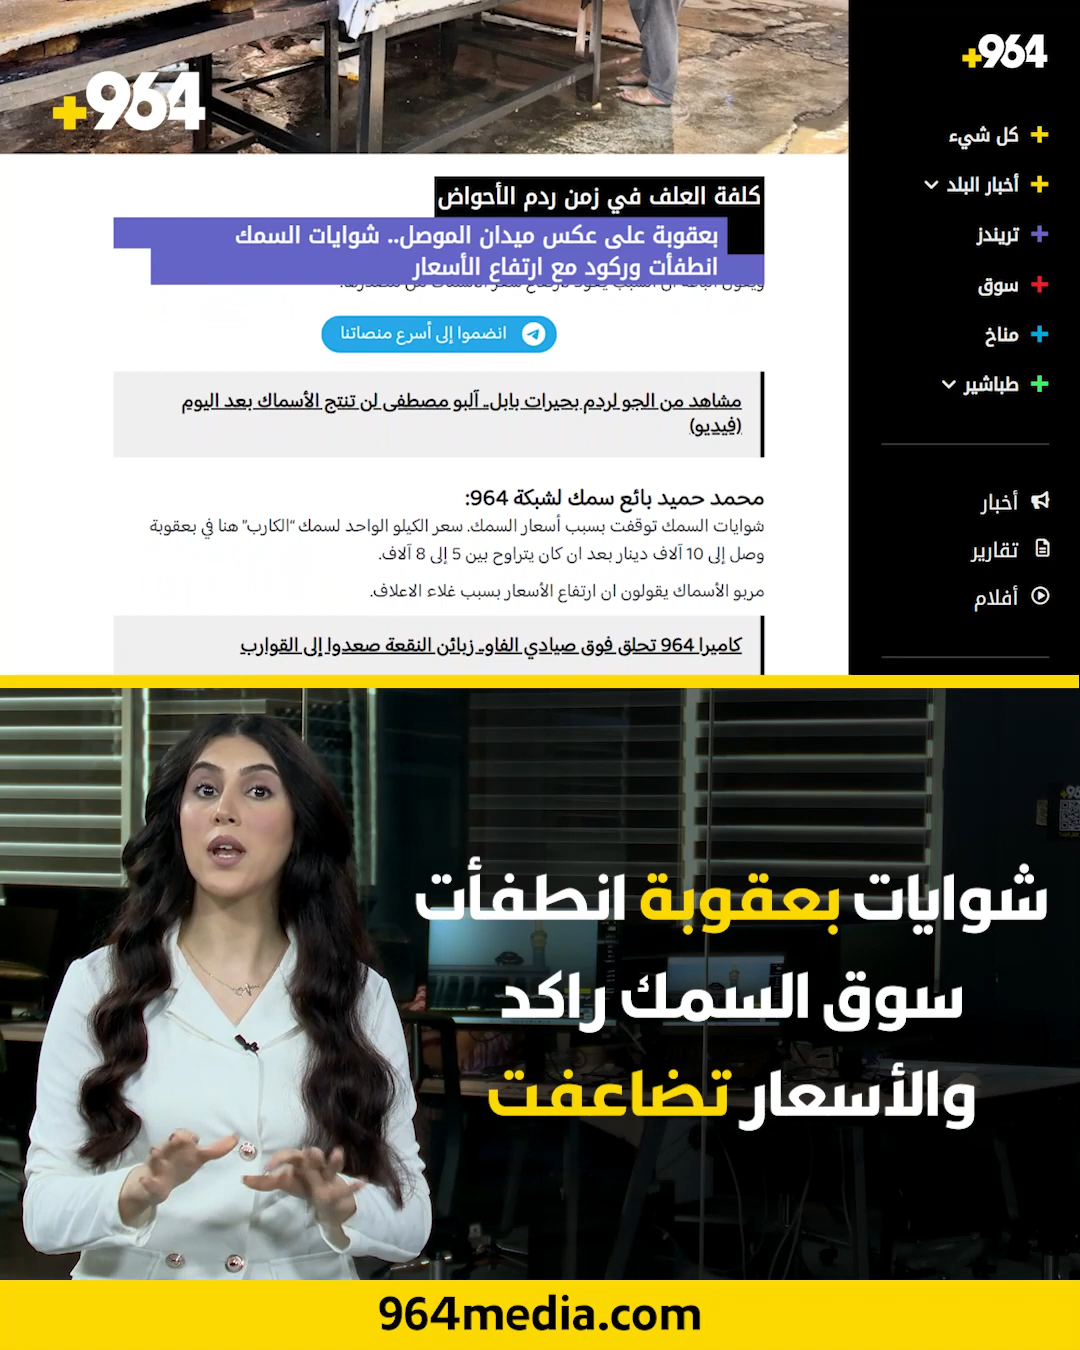 +964
+964
كل شيء
أخبار البلد
تريندز
سوق
مناخ
طباشير
أخبار
تقارير
أفلام
كلفة العلف في زمن ردم الأحواض
بعقوبة على عكس ميدان الموصل.. شوايات السمك
انطفأت وركود مع ارتفاع الأسعار
انضموا إلى أسرع منصاتنا
مشاهد من الجو لردم بحيرات بابل.. ألبو مصطفى لن تنتج الأسماك بعد اليوم
(فيديو)
محمد حميد بائع سمك لشبكة 964:
شوايات السمك توقفت بسبب أسعار السمك. سعر الكيلو الواحد لسمك “الكارب” هنا في بعقوبة
وصل إلى 10 آلاف دينار بعد ان كان يتراوح بين 5 إلى 8 آلاف.
مربو الأسماك يقولون ان ارتفاع الأسعار بسبب غلاء الاعلاف.
كاميرا 964 تحلق فوق صيادي الفاو.. زبائن النقعة صعدوا إلى القوارب
شوايات بعقوبة انطفأت
سوق السمك راكد
والأسعار تضاعفت
964media.com